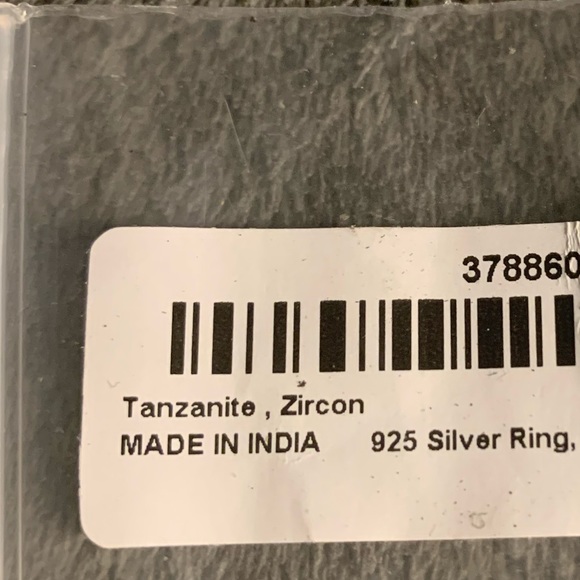 378860
Tanzanite , Zircon
MADE IN INDIA 925 Silver Ring,